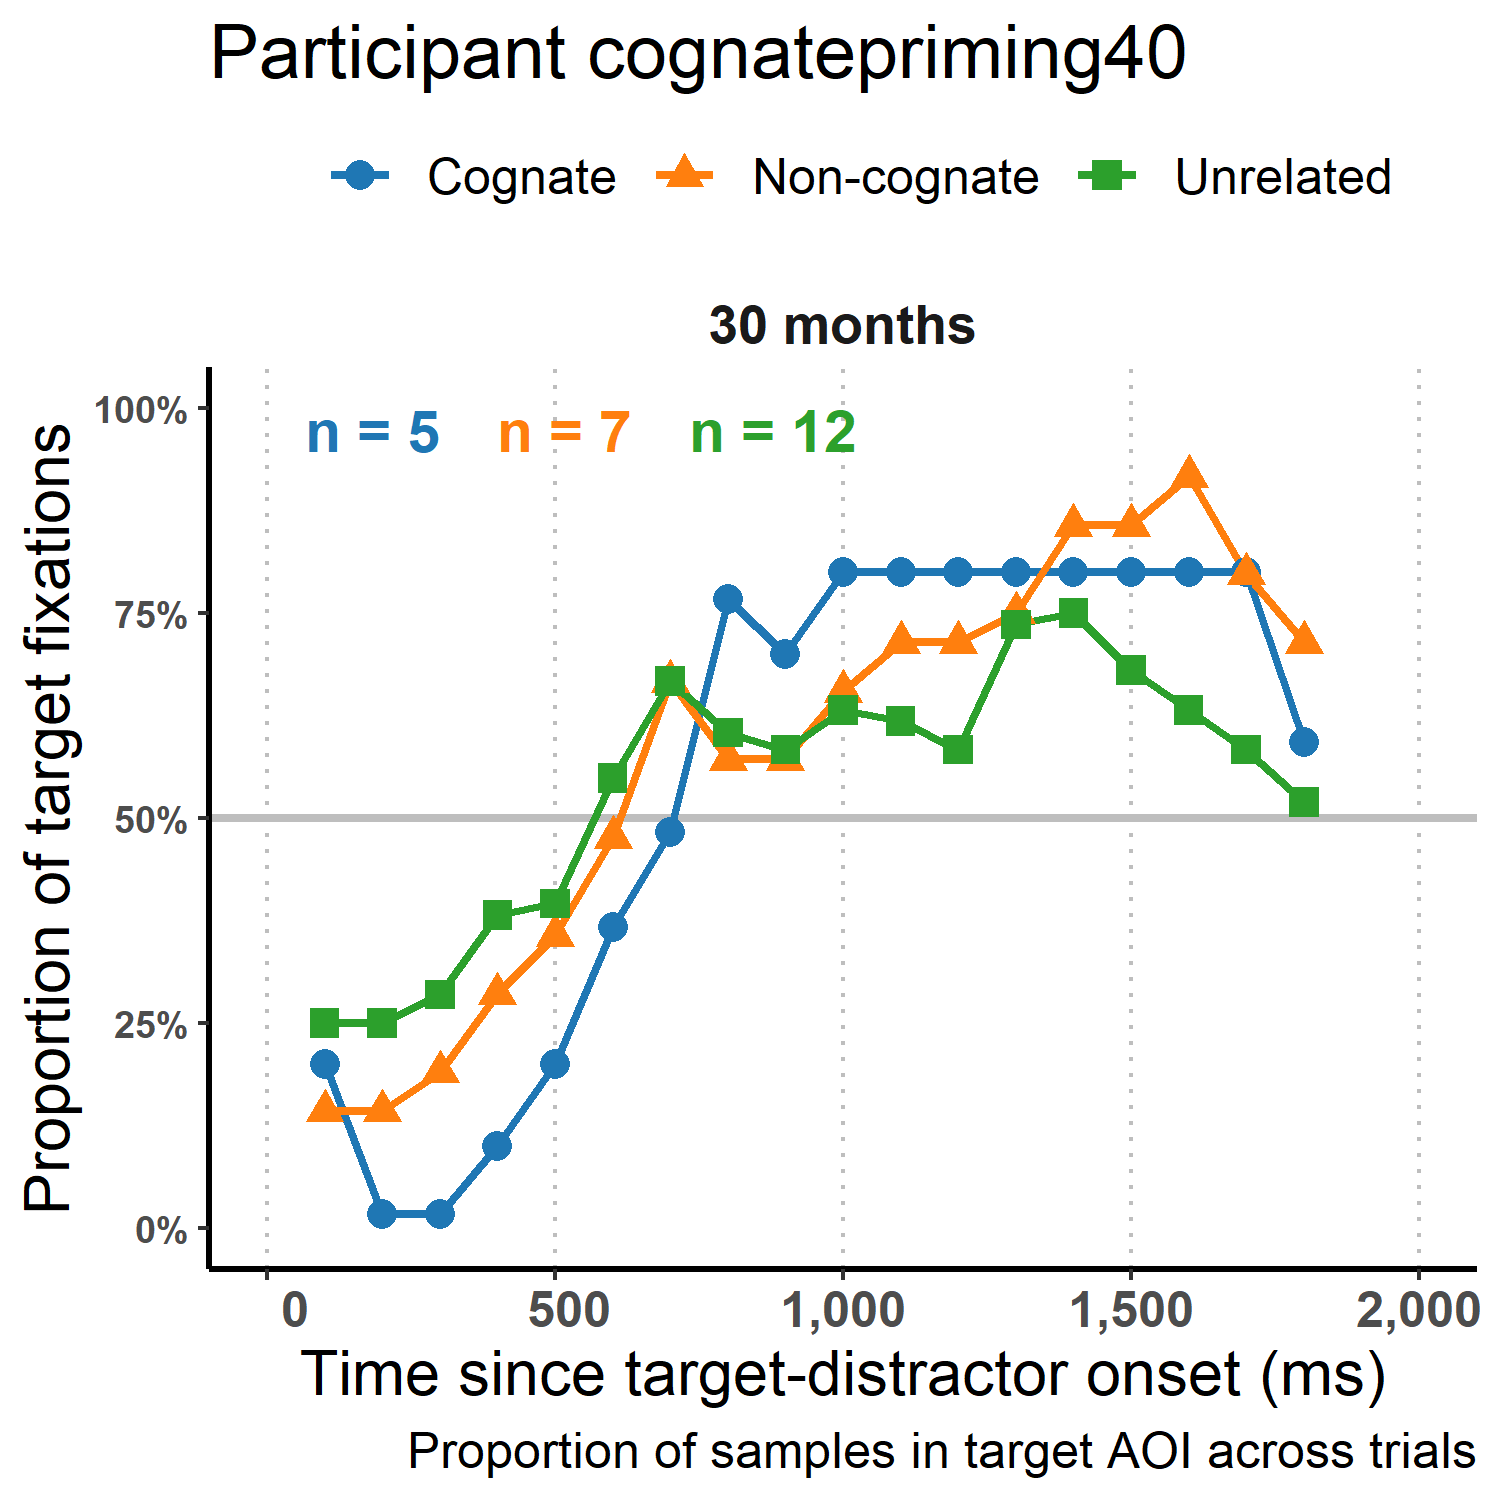 Participant cognatepriming40
Cognate Non-cognate Unrelated
30 months
n = 5 n = 7 n = 12
100%
75%
50%
25%
0%
Proportion of target fixations
0 500 1,000 1,500 2,000
Time since target-distractor onset (ms)
Proportion of samples in target AOI across trials